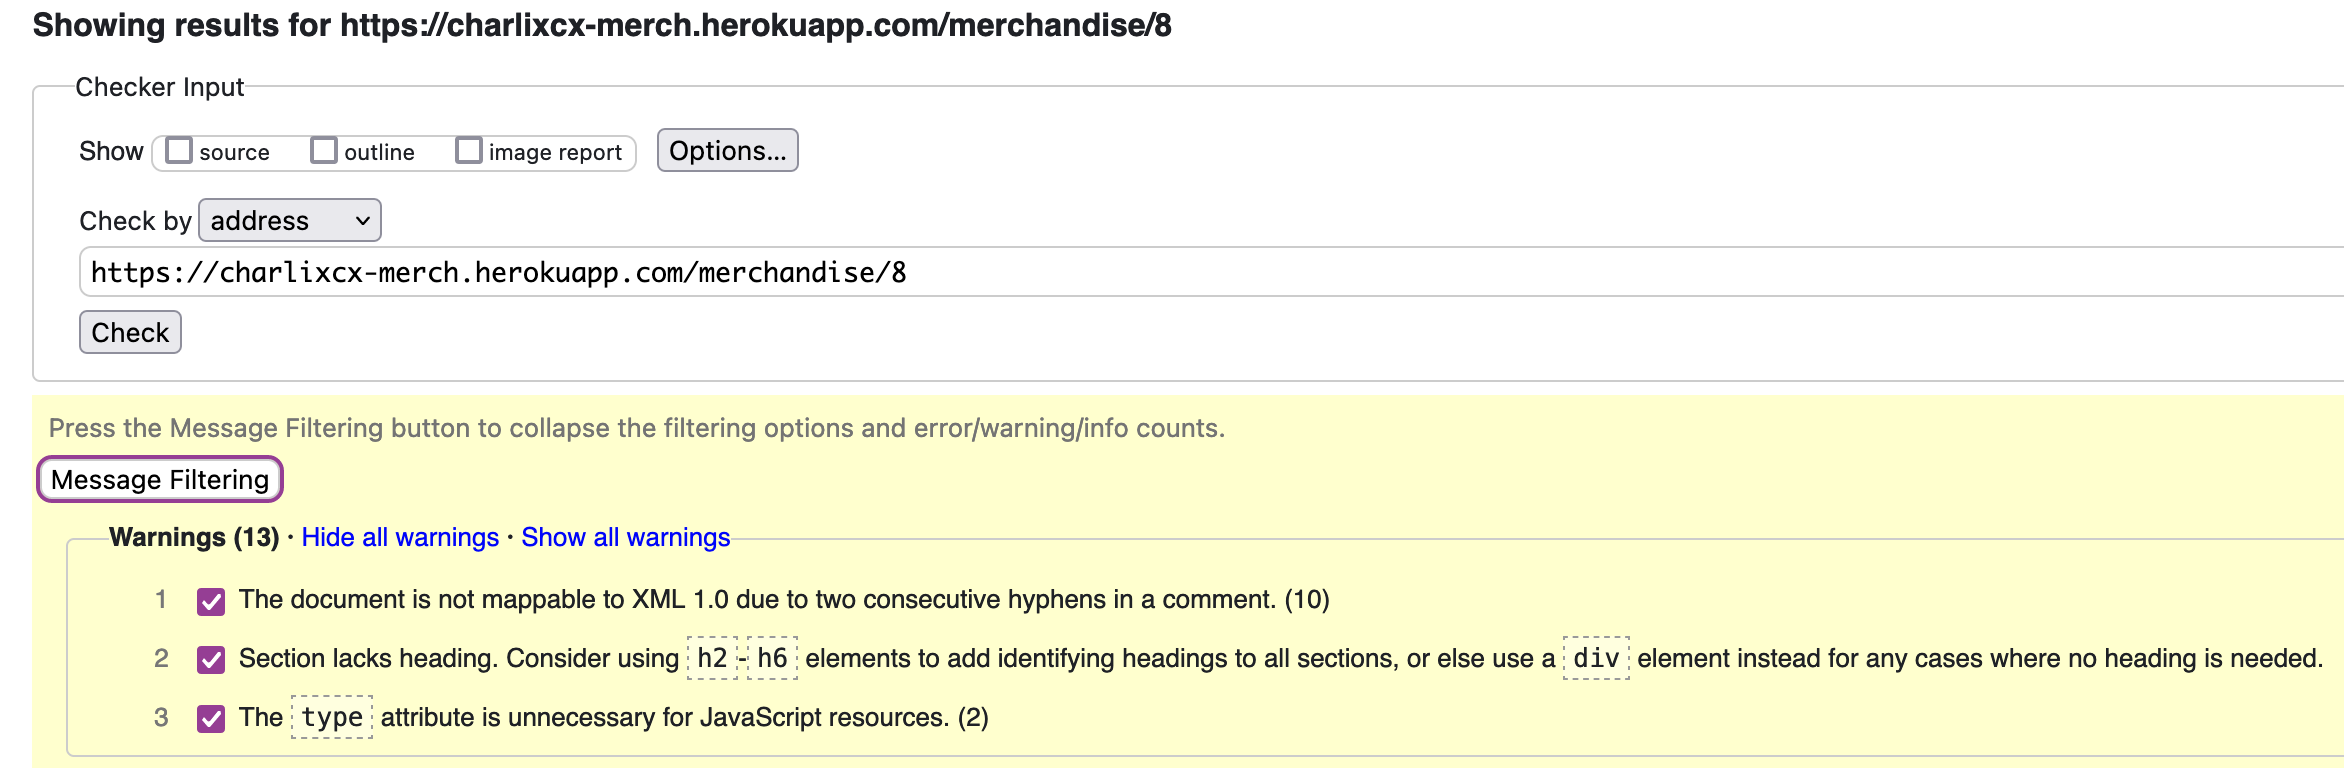 Showing results for https://charlixcx-merch.herokuapp.com/merchandise/8
Checker Input
Show source outline image report Options...
Check by address
https://charlixcx-merch.herokuapp.com/merchandise/8
Check
Press the Message Filtering button to collapse the filtering options and error/warning/info counts.
Message Filtering
Warnings (13) · Hide all warnings · Show all warnings
1 The document is not mappable to XML 1.0 due to two consecutive hyphens in a comment. (10)
2 Section lacks heading. Consider using h2-h6 elements to add identifying headings to all sections, or else use a div element instead for any cases where no heading is needed.
3 The type attribute is unnecessary for JavaScript resources. (2)